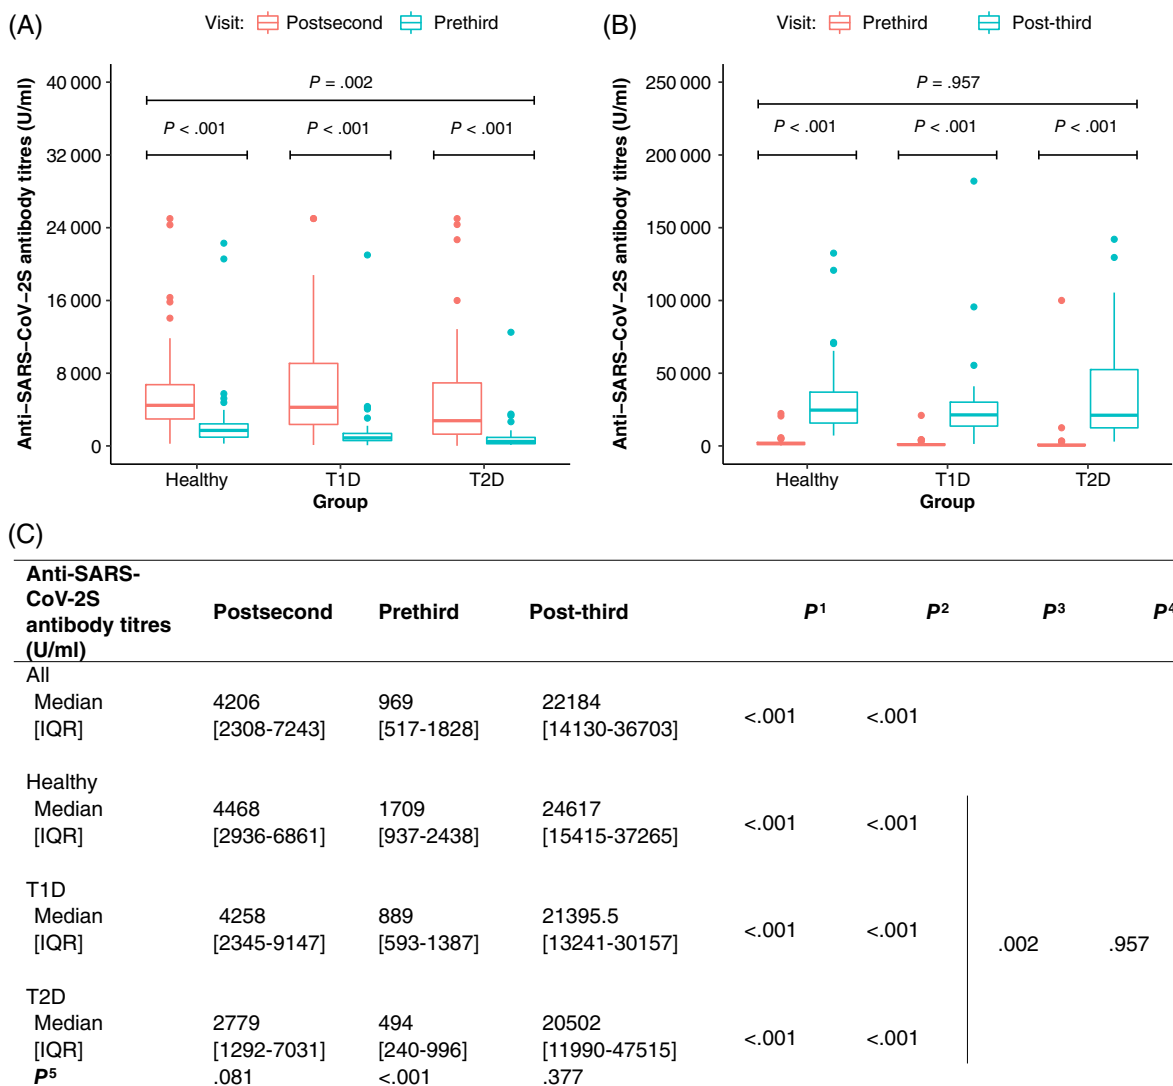 (A)
Visit: Postsecond Prethird
Anti−SARS−CoV−2S antibody titres (U/ml)
40 000
32 000
24 000
16 000
8 000
0
P = .002
P < .001 P < .001 P < .001
Healthy T1D T2D
Group
(B)
Visit: Prethird Post-third
Anti−SARS−CoV−2S antibody titres (U/ml)
250 000
200 000
150 000
100 000
50 000
0
P = .957
P < .001 P < .001 P < .001
Healthy T1D T2D
Group
(C)
Anti-SARS-
CoV-2S
antibody titres
(U/ml)
Postsecond Prethird Post-third P1 P2 P3 P4
All
Median 4206 969 22184
[IQR] [2308-7243] [517-1828] [14130-36703]
<.001 <.001
Healthy
Median 4468 1709 24617
[IQR] [2936-6861] [937-2438] [15415-37265]
<.001 <.001
T1D
Median 4258 889 21395.5
[IQR] [2345-9147] [593-1387] [13241-30157]
<.001 <.001 .002 .957
T2D
Median 2779 494 20502
[IQR] [1292-7031] [240-996] [11990-47515]
<.001 <.001
P5 .081 <.001 .377